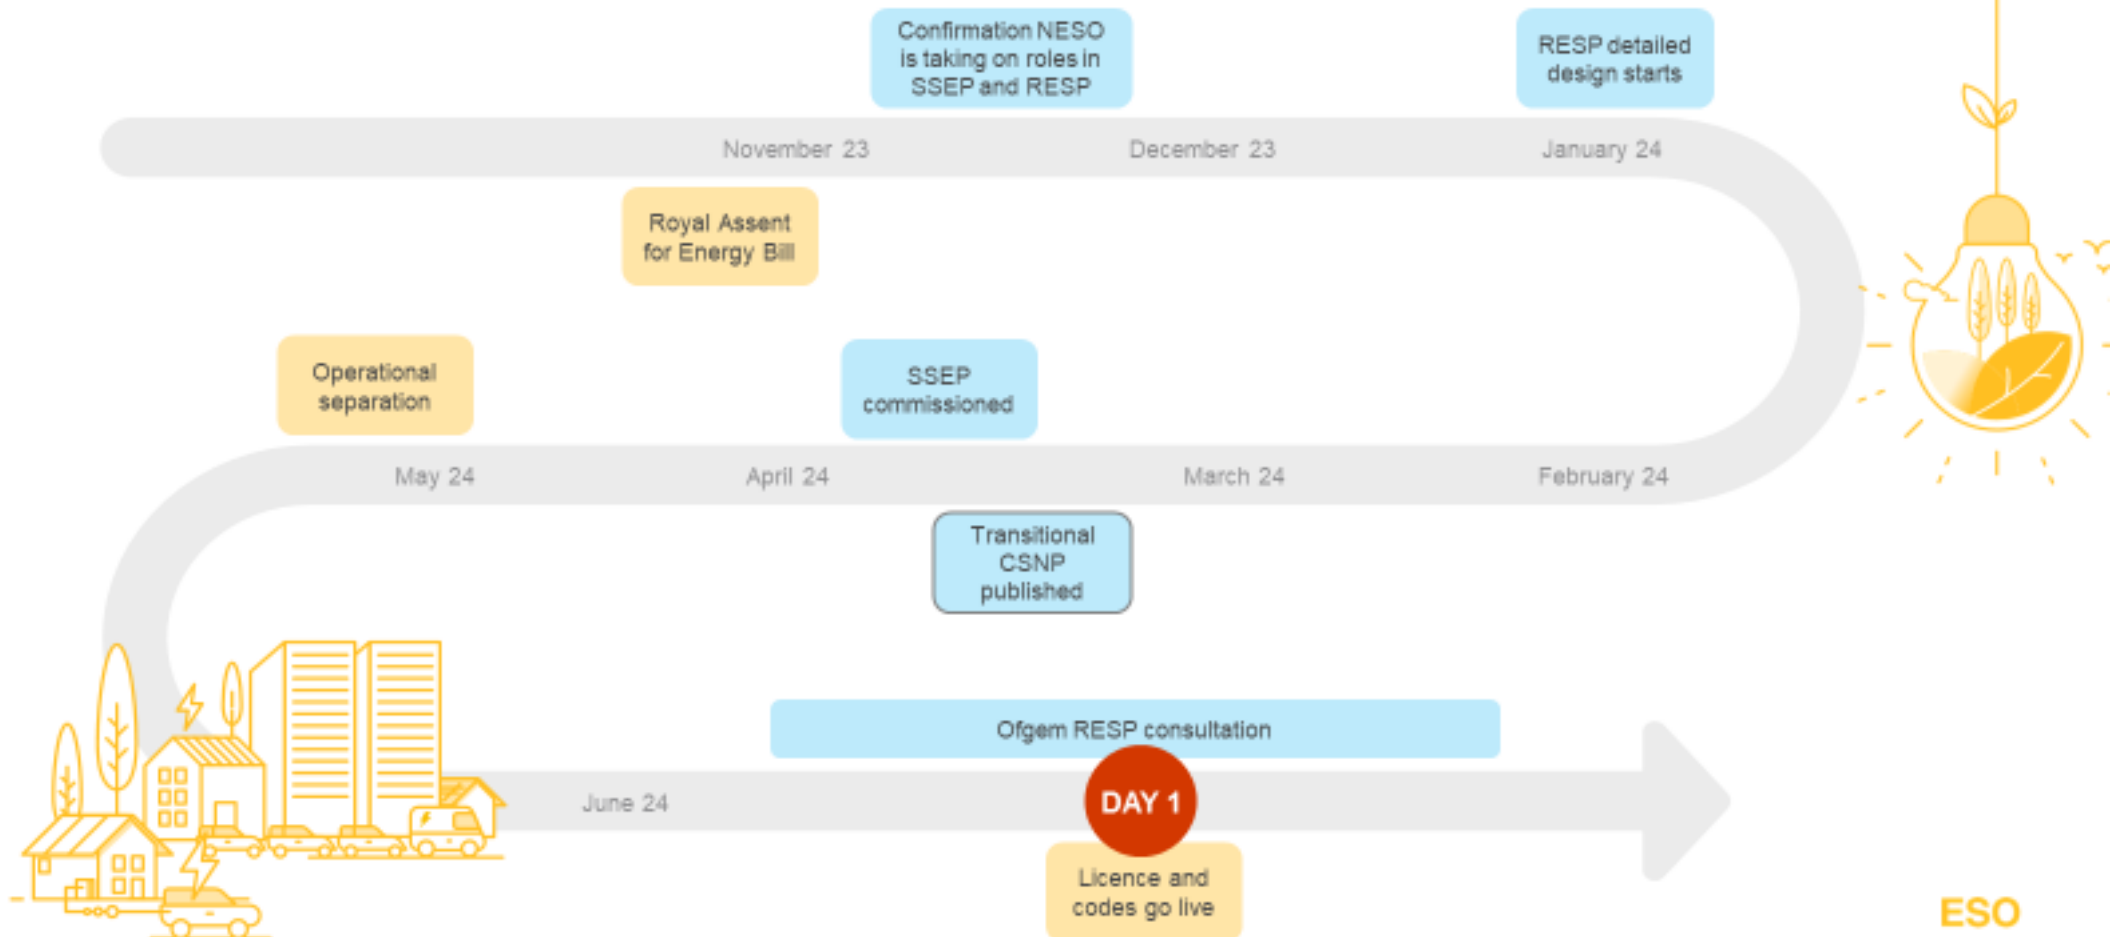 Confirmation NESO
is taking on roles in
SSEP and RESP
RESP detailed
design starts
November 23
December 23
January 24
Royal Assent
for Energy Bill
Operational
separation
SSEP
commissioned
May 24
April 24
March 24
February 24
Transitional
CSNP
published
Ofgem RESP consultation
June 24
DAY 1
Licence and
codes go live
ESO